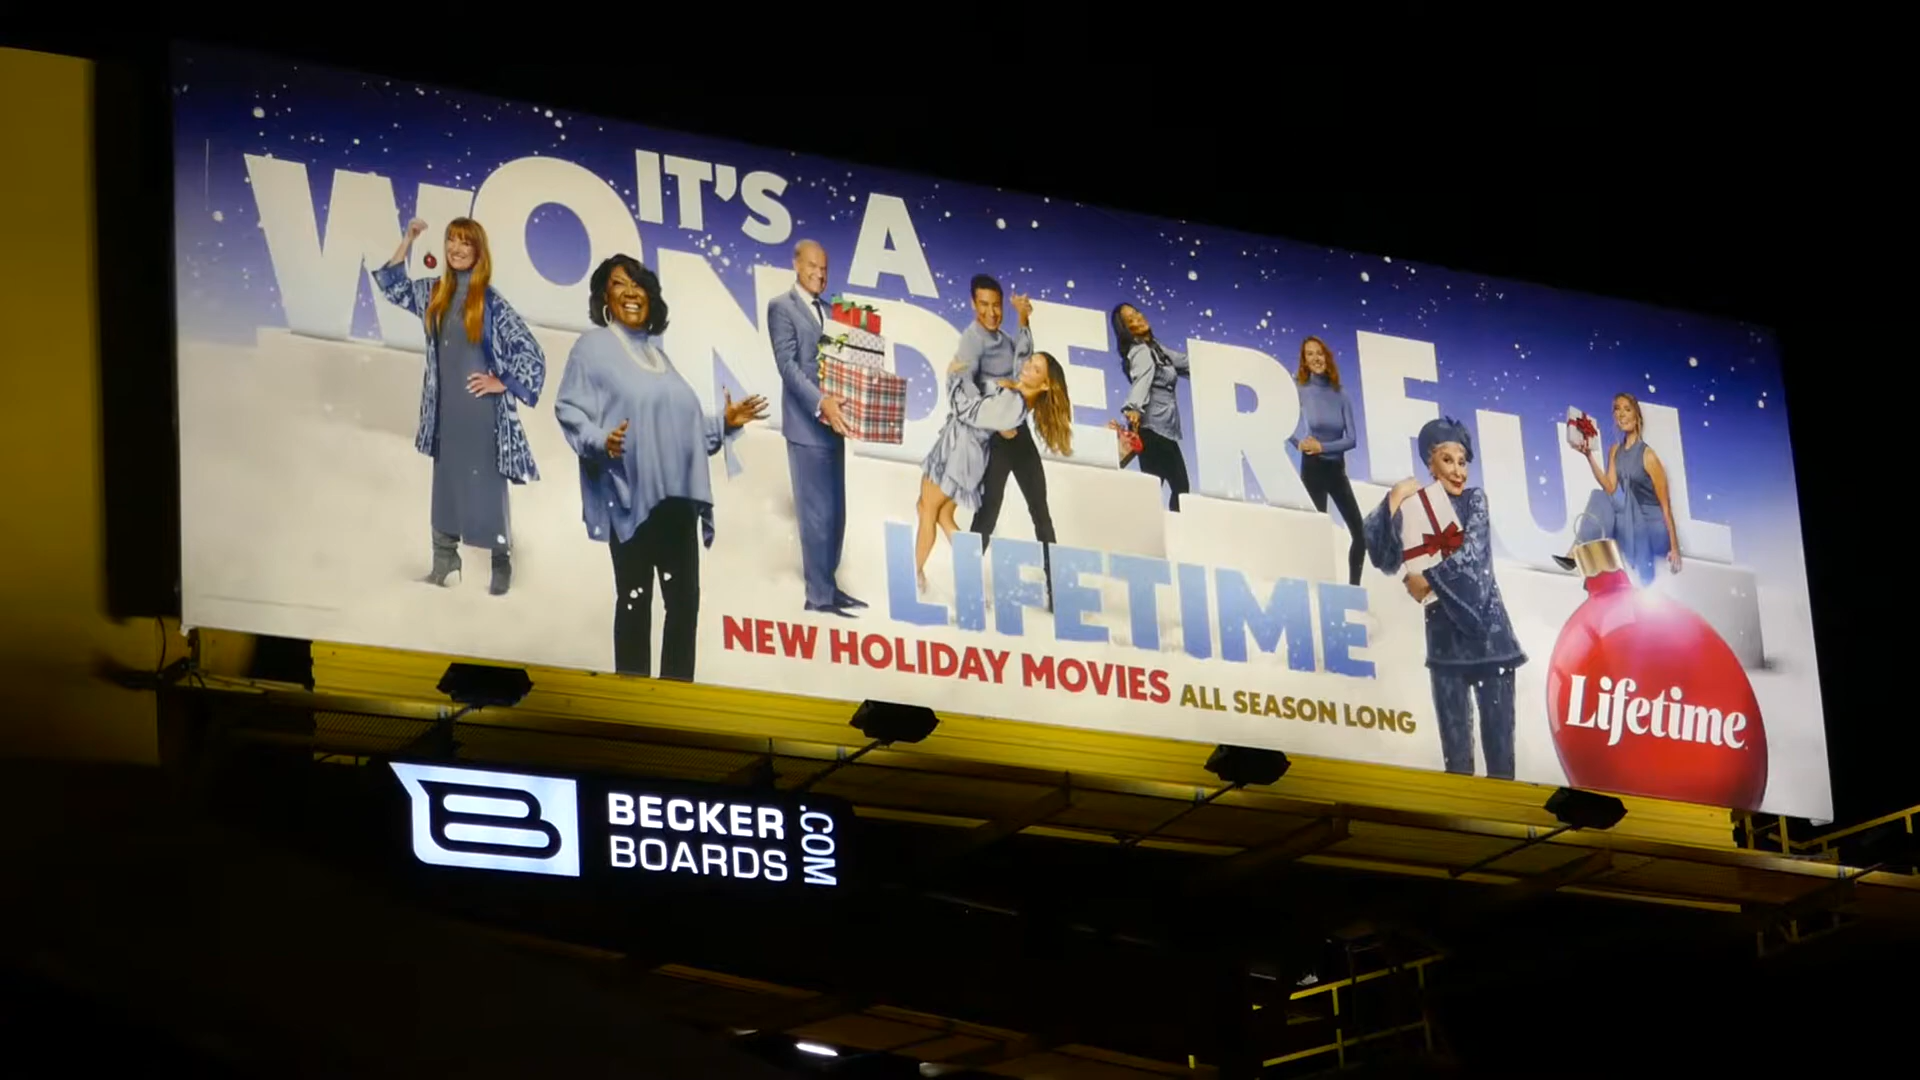 IT'S A
WONDERFUL
LIFETIME
NEW HOLIDAY MOVIES ALL SEASON LONG
Lifetime
B
BECKER
BOARDS
.COM